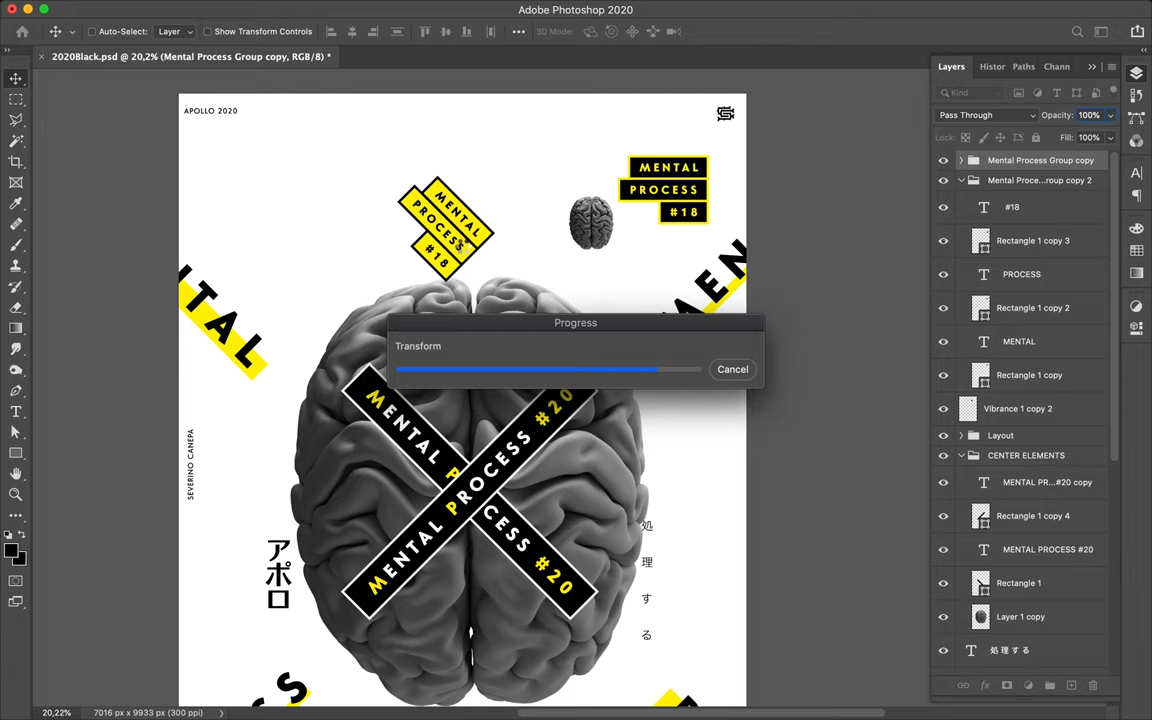 Adobe Photoshop 2020
Auto-Select:
Layer
Show Transform Controls
3D Mode:
2020Black.psd @ 20,2% (Mental Process Group copy, RGB/8) *
APOLLO 2020
MENTAL
PROCESS
#18
MENTAL
PROCESS
#18
NTAL
MEN
Progress
Transform
Cancel
MENTAL P
CESS #20
MENTAL PROCESS #20
SEVERINO CANEPA
アポロ
処理する
S
20,22%
7016 px x 9933 px (300 ppi)
Layers
Histor
Paths
Chann
Kind
Pass Through
Opacity:
100%
Lock:
Fill:
100%
Mental Process Group copy
Mental Proce...roup copy 2
#18
Rectangle 1 copy 3
PROCESS
Rectangle 1 copy 2
MENTAL
Rectangle 1 copy
Vibrance 1 copy 2
Layout
CENTER ELEMENTS
MENTAL PR...#20 copy
Rectangle 1 copy 4
MENTAL PROCESS #20
Rectangle 1
Layer 1 copy
処理する